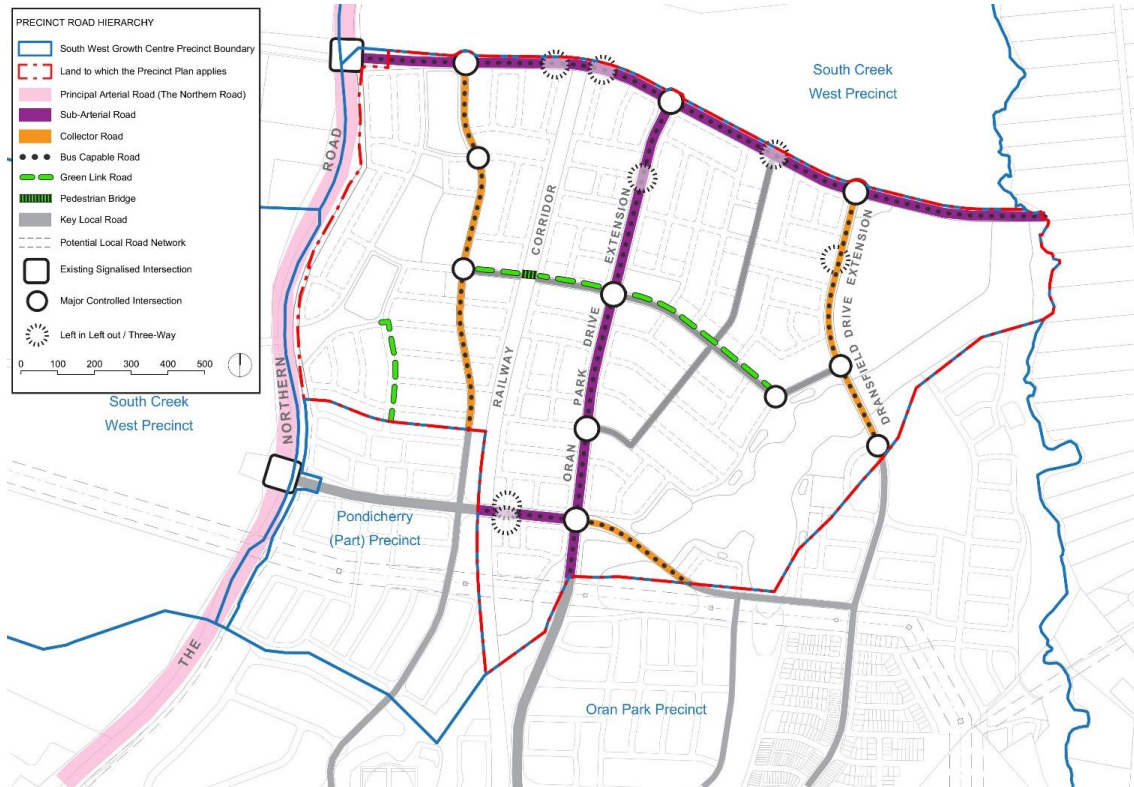 PRECINCT ROAD HIERARCHY
South West Growth Centre Precinct Boundary
Land to which the Precinct Plan applies
Principal Arterial Road (The Northern Road)
Sub-Arterial Road
Collector Road
Bus Capable Road
Green Link Road
Pedestrian Bridge
Key Local Road
Potential Local Road Network
Existing Signalised Intersection
Major Controlled Intersection
Left in Left out / Three-Way
0 100 200 300 400 500
South Creek
West Precinct
South Creek
West Precinct
THE NORTHERN ROAD
RAILWAY CORRIDOR
ORAN PARK DRIVE EXTENSION
DRANSFIELD DRIVE EXTENSION
Pondicherry
(Part) Precinct
Oran Park Precinct